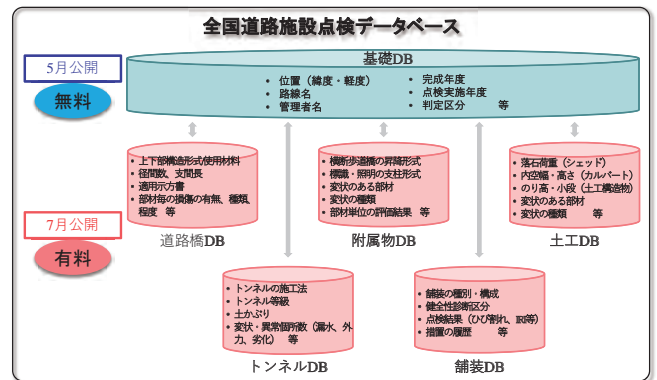 全国道路施設点検データベース
5月公開
無料
基礎DB
• 位置（緯度・軽度）
• 路線名
• 管理者名
• 完成年度
• 点検実施年度
• 判定区分　　等
7月公開
有料
• 上下部構造形式使用材料
• 径間数、支間長
• 適用示方書
• 部材毎の損傷の有無、種類、
程度　等
道路橋DB
• 横断歩道橋の昇降形式
• 標識・照明の支柱形式
• 変状のある部材
• 変状の種類
• 部材単位の評価結果　等
附属物DB
• 落石荷重（シェッド）
• 内空幅・高さ（カルバート）
• のり高・小段（土工構造物）
• 変状のある部材
• 変状の種類　　等
土工DB
• トンネルの施工法
• トンネル等級
• 土かぶり
• 変状・異常個所数（漏水、外
力、劣化）　等
トンネルDB
• 舗装の種別・構成
• 健全性診断区分
• 点検結果（ひび割れ、IRI等）
• 措置の履歴　　等
舗装DB